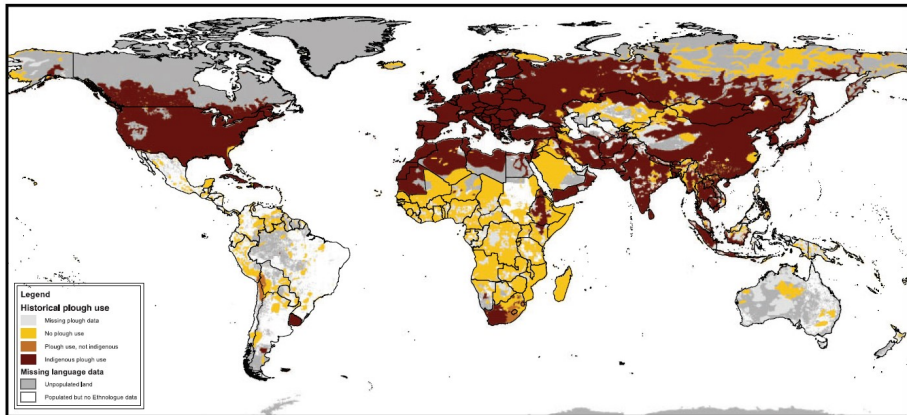 Legend
Historical plough use
Missing plough data
No plough use
Plough use, not indigenous
Indigenous plough use
Missing language data
Unpopulated land
Populated but no Ethnologue data